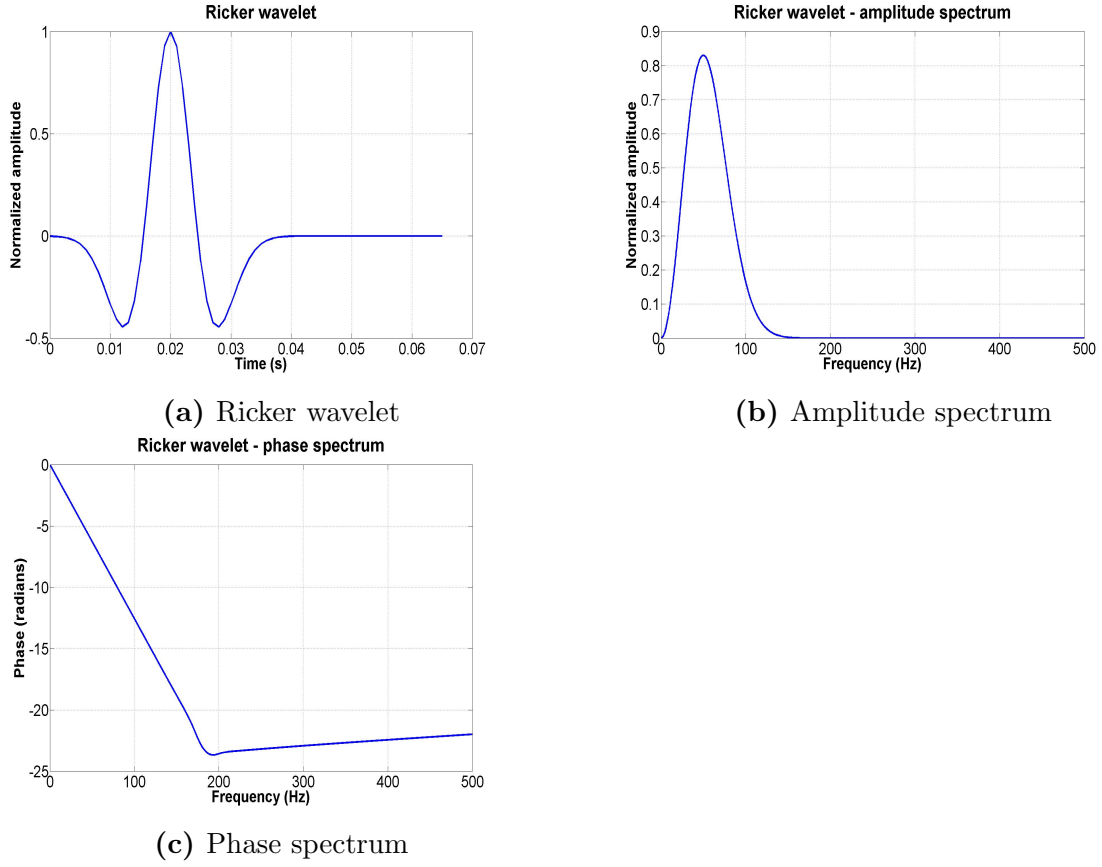 Ricker wavelet
Normalized amplitude
1
0.5
0
-0.5
0 0.01 0.02 0.03 0.04 0.05 0.06 0.07
Time (s)
(a) Ricker wavelet
Ricker wavelet - amplitude spectrum
Normalized amplitude
0.9
0.8
0.7
0.6
0.5
0.4
0.3
0.2
0.1
0
0 100 200 300 400 500
Frequency (Hz)
(b) Amplitude spectrum
Ricker wavelet - phase spectrum
Phase (radians)
0
-5
-10
-15
-20
-25
0 100 200 300 400 500
Frequency (Hz)
(c) Phase spectrum